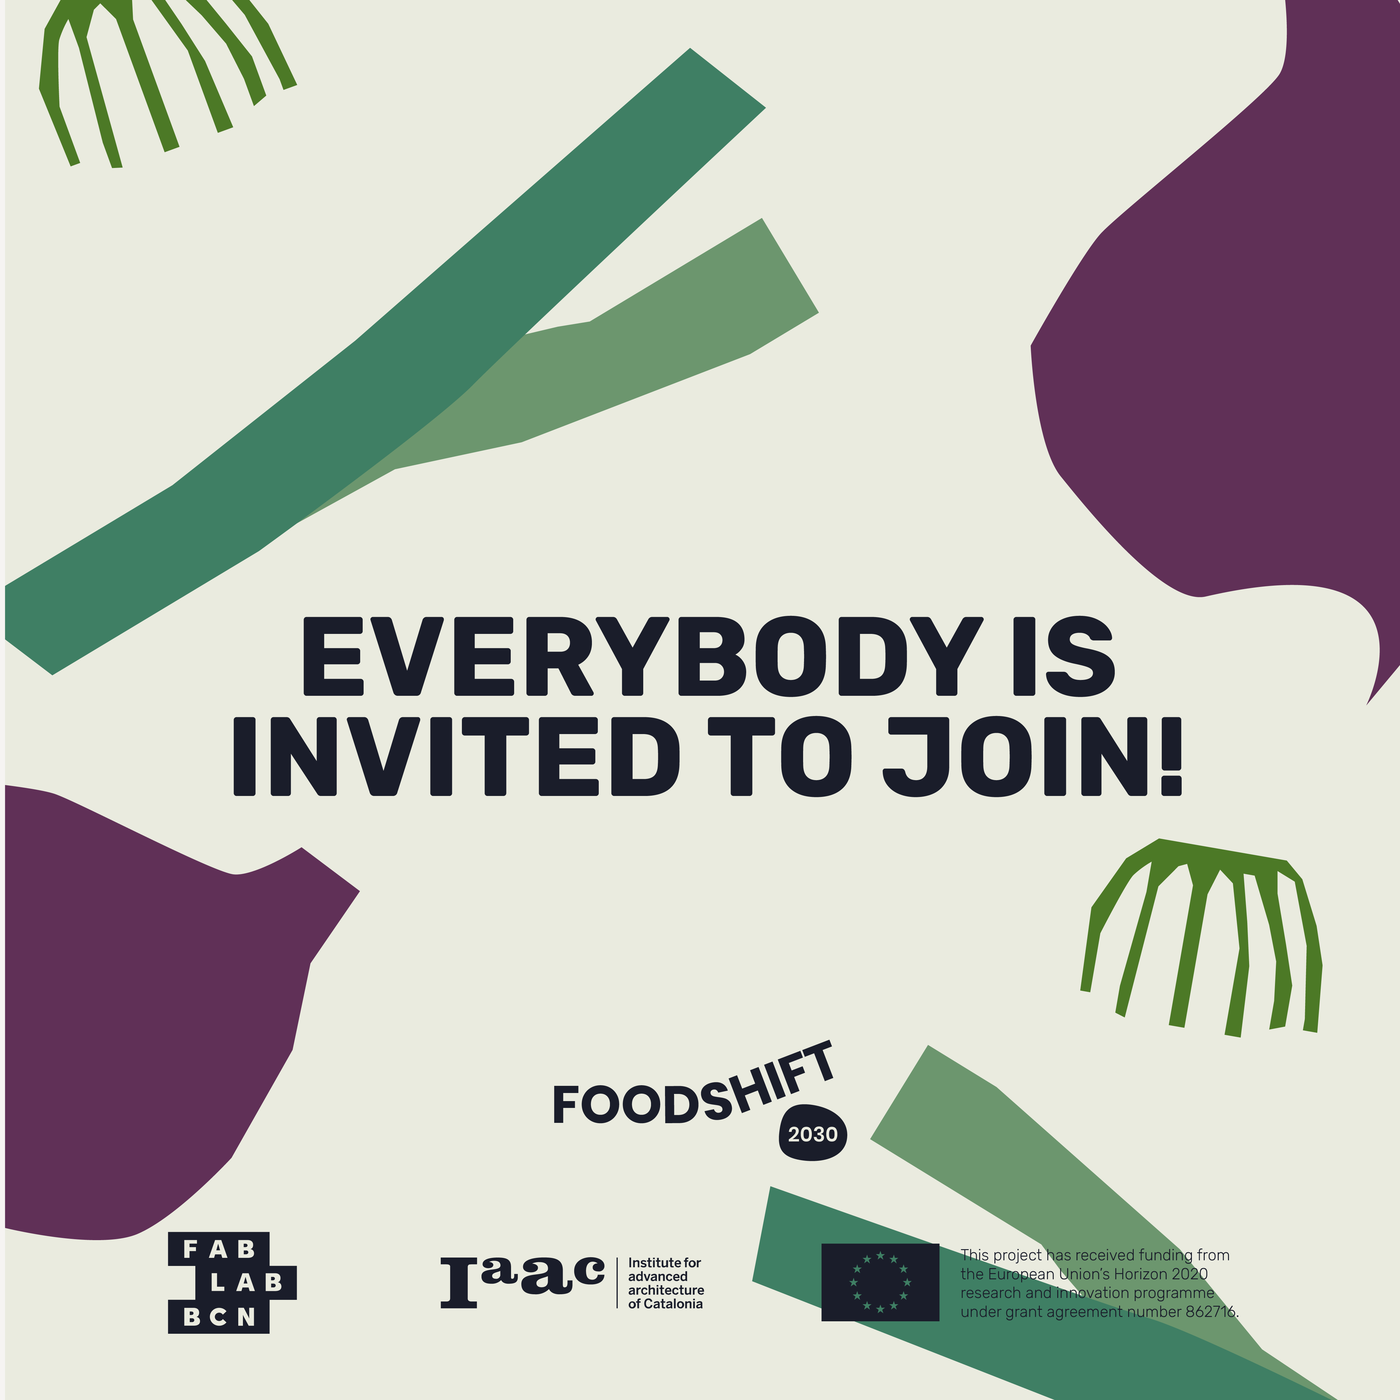 EVERYBODY IS
INVITED TO JOIN!
FOODSHIFT
2030
FAB
LAB
BCN
Iaac
Institute for
advanced
architecture
of Catalonia
This project has received funding from
the European Union's Horizon 2020
research and innovation programme
under grant agreement number 862716.